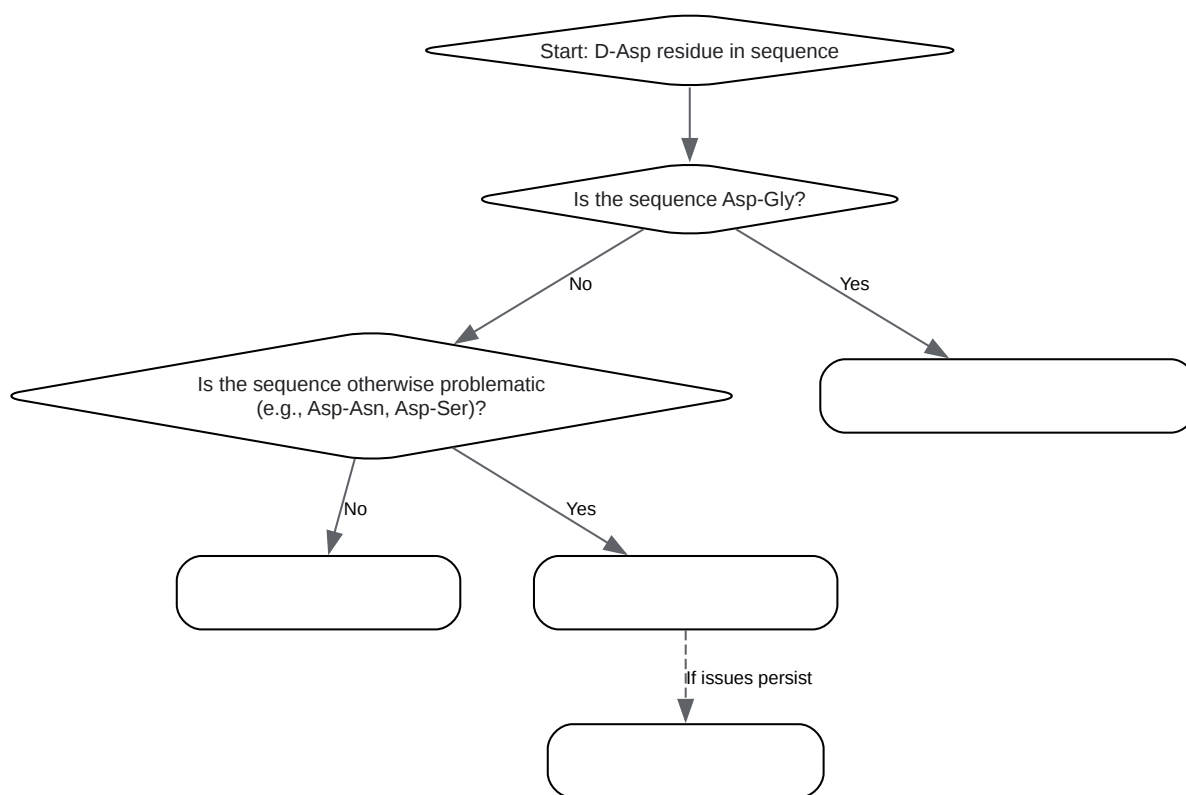 Start: D-Asp residue in sequence
Is the sequence Asp-Gly?
No
Yes
Is the sequence otherwise problematic
(e.g., Asp-Asn, Asp-Ser)?
No
Yes
If issues persist